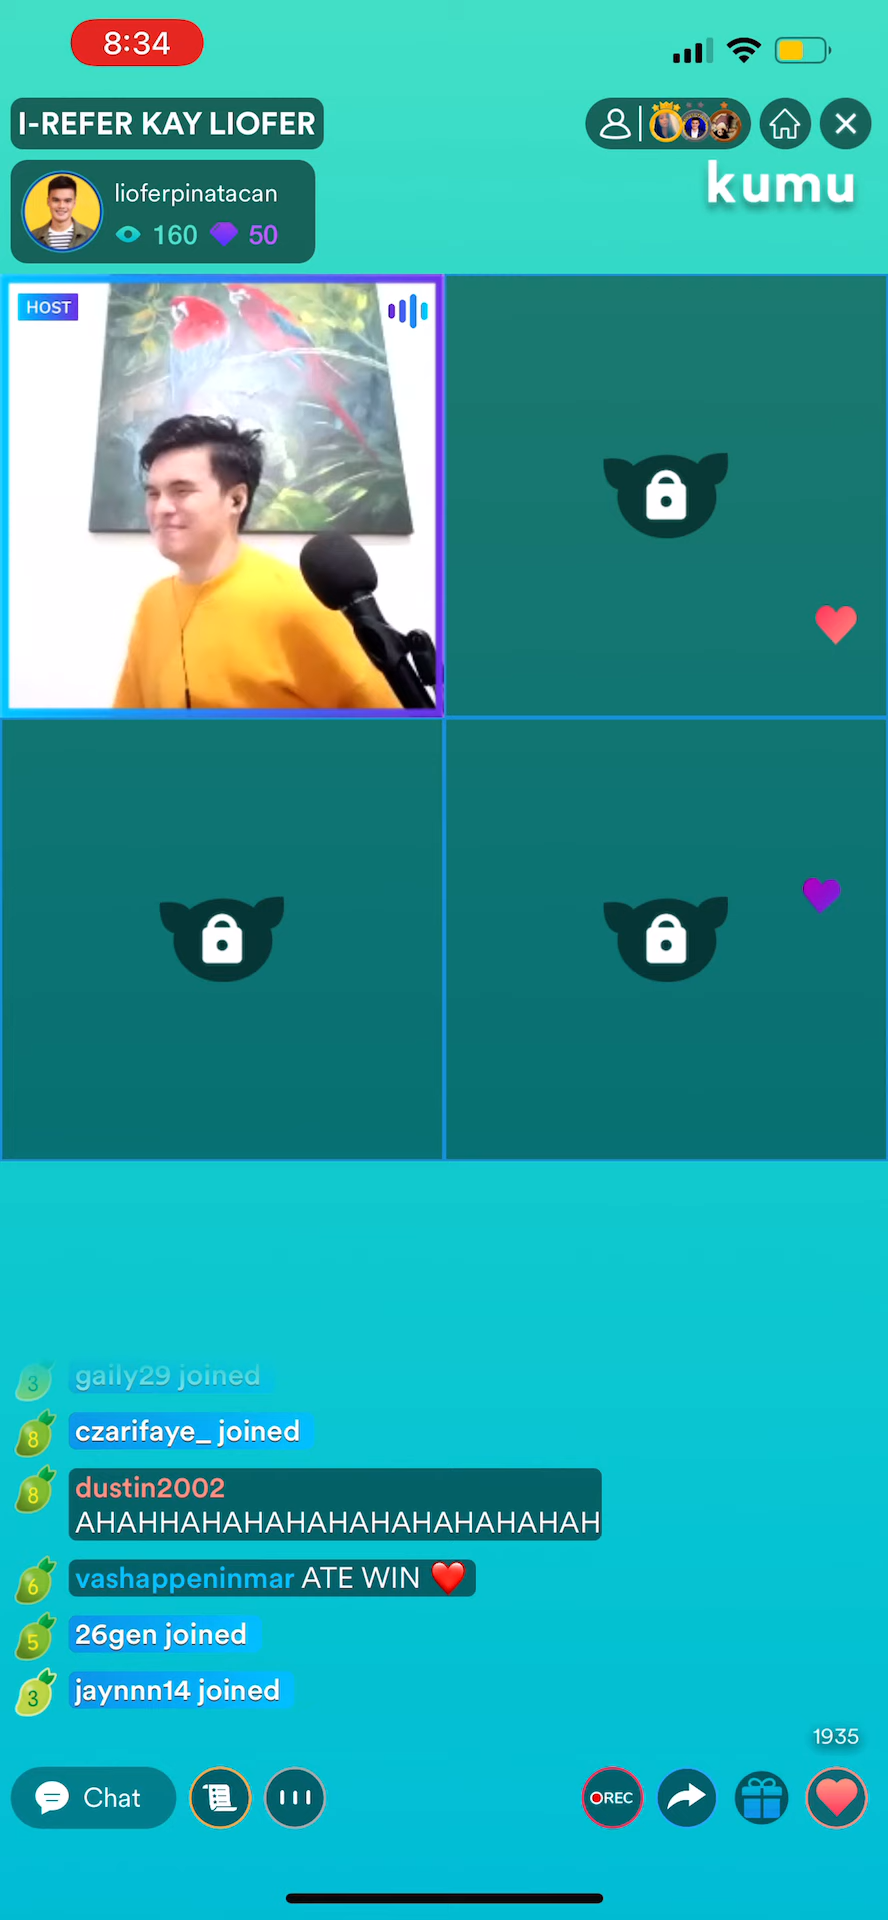 8:34
I-REFER KAY LIOFER
lioferpinatacan
160 50
kumu
HOST
3 gaily29 joined
8 czarifaye_ joined
8 dustin2002
AHAHHAHAHAHAHAHAHAHAHAHAH
6 vashappeninmar ATE WIN ❤️
5 26gen joined
3 jaynnn14 joined
1935
Chat
REC